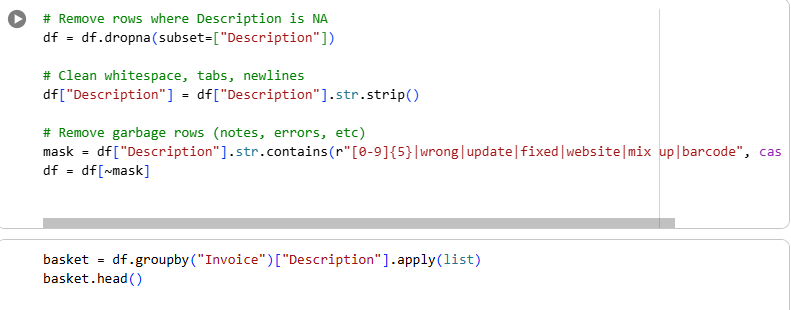 # Remove rows where Description is NA
df = df.dropna(subset=["Description"])
# Clean whitespace, tabs, newlines
df["Description"] = df["Description"].str.strip()
# Remove garbage rows (notes, errors, etc)
mask = df["Description"].str.contains(r"[0-9]{5}|wrong|update|fixed|website|mix up|barcode", cas
df = df[~mask]
basket = df.groupby("Invoice")["Description"].apply(list)
basket.head()